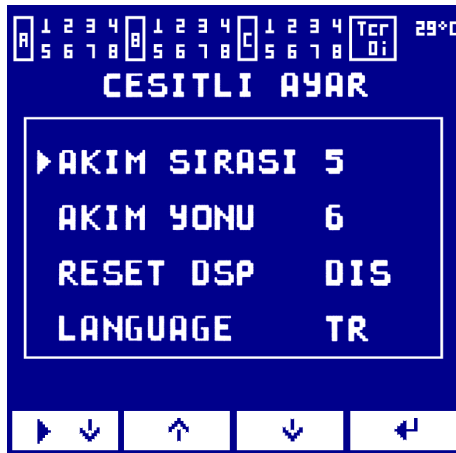 A 1 2 3 4 B 1 2 3 4 C 1 2 3 4 Tcr 29°C
5 6 7 8 5 6 7 8 5 6 7 8 Oi
CESITLI AYAR
AKIM SIRASI 5
AKIM YONU 6
RESET DSP DIS
LANGUAGE TR